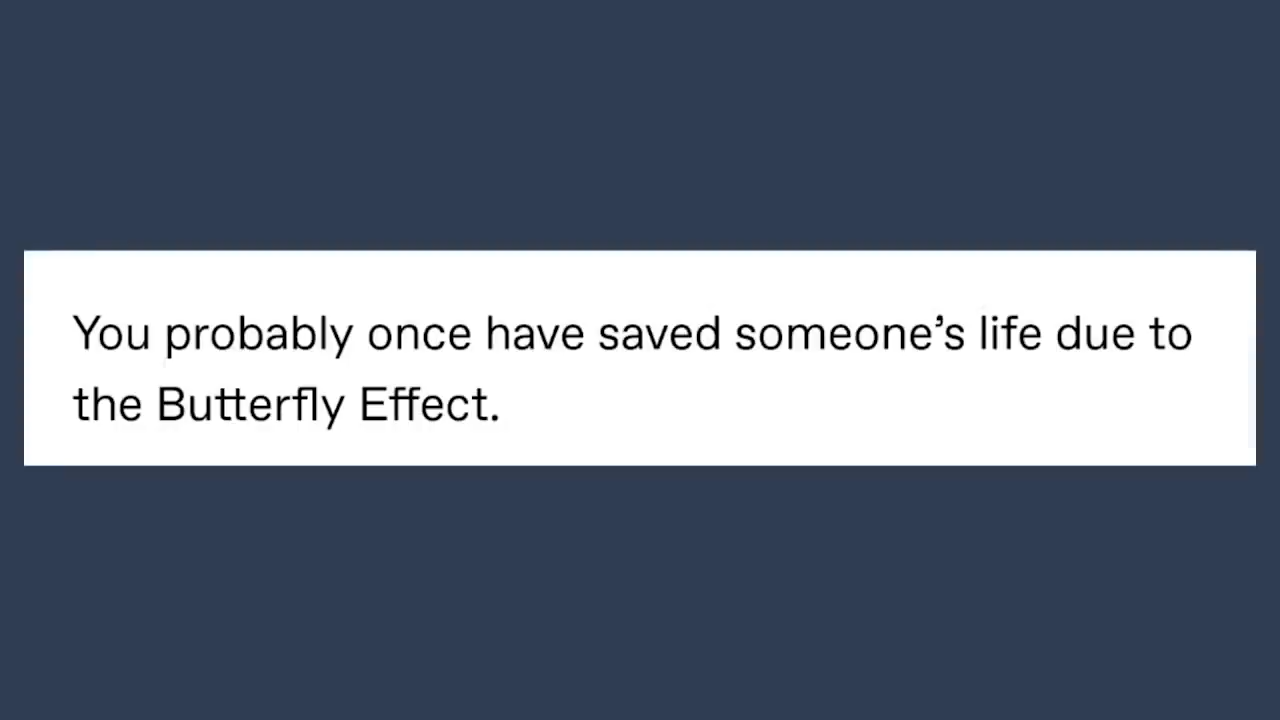 You probably once have saved someone’s life due to
the Butterfly Effect.